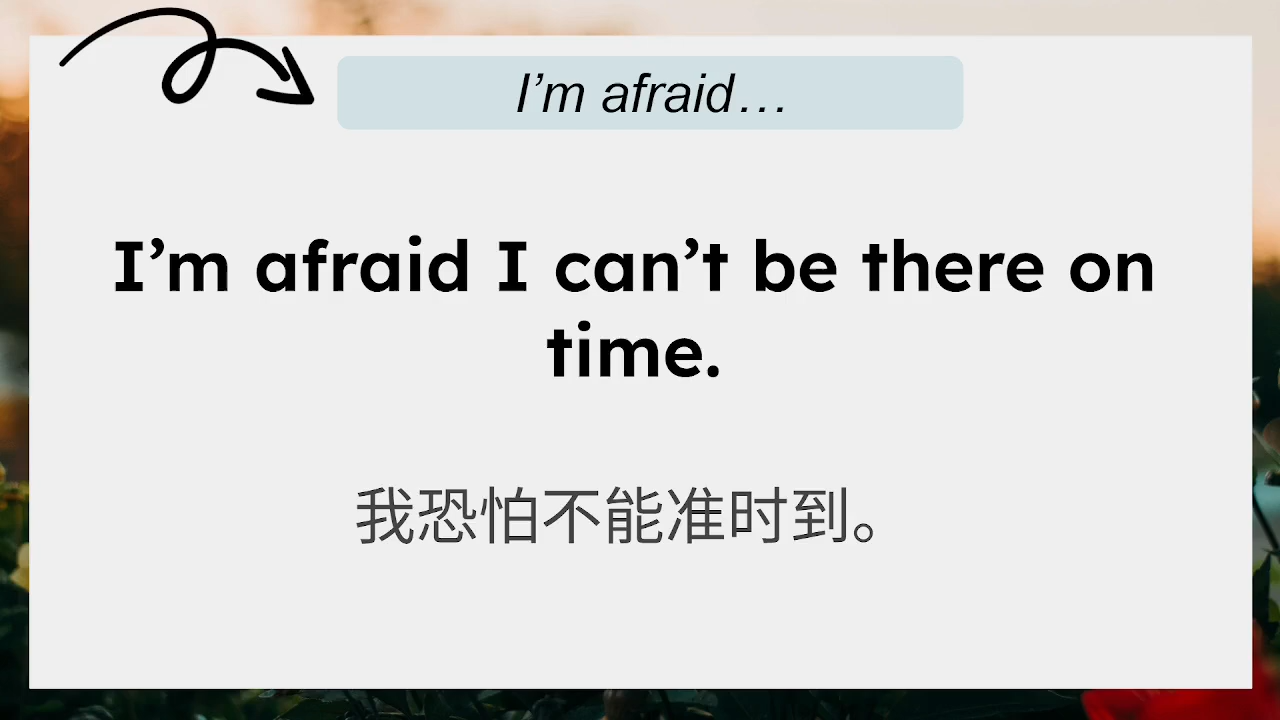 I’m afraid…
I’m afraid I can’t be there on
time.
我恐怕不能准时到。